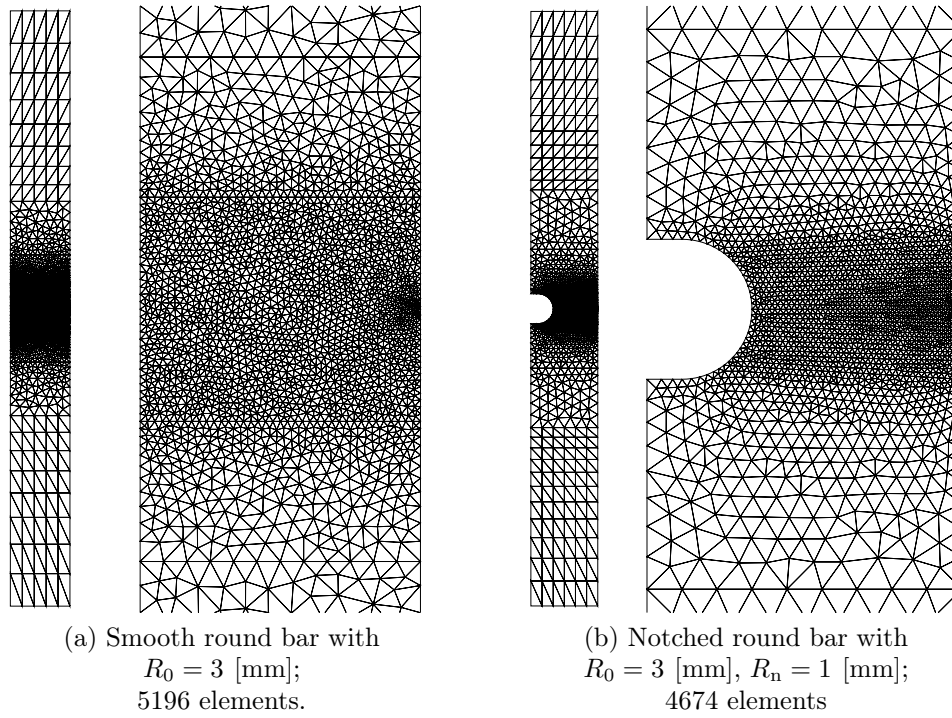 (a) Smooth round bar with
R₀ = 3 [mm];
5196 elements.
(b) Notched round bar with
R₀ = 3 [mm], Rₙ = 1 [mm];
4674 elements